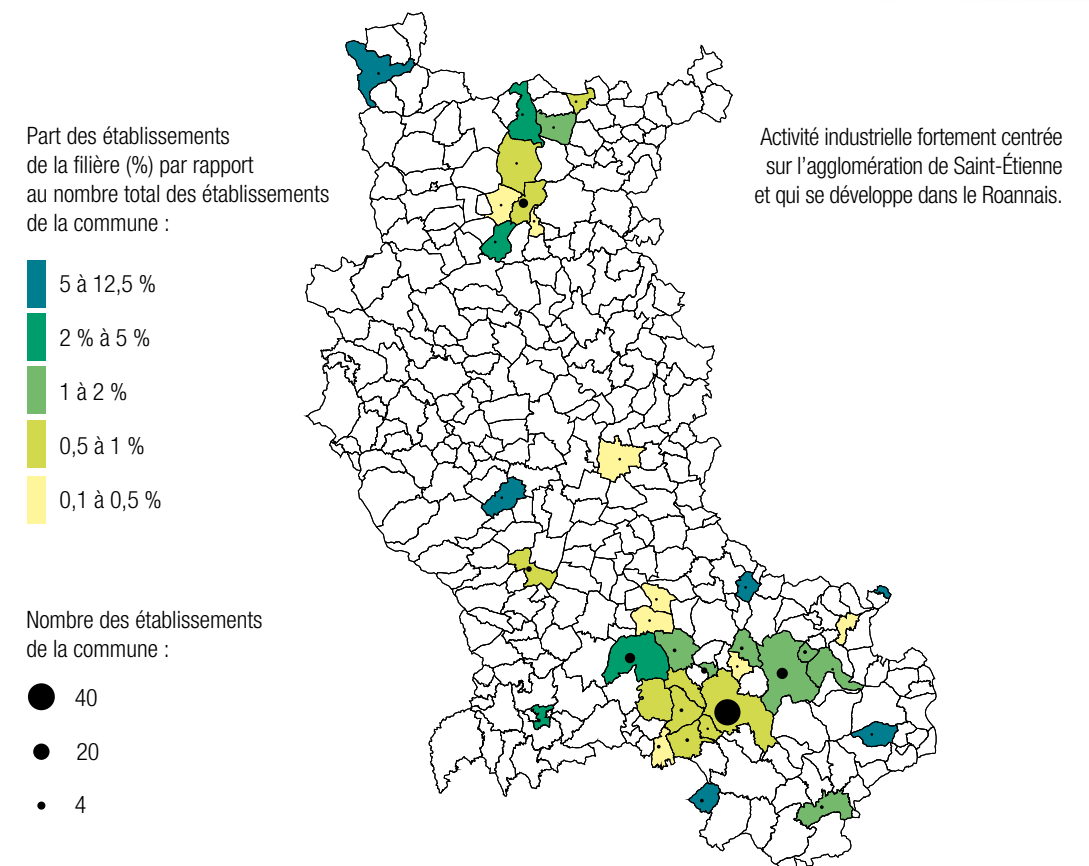 Part des établissements
de la filière (%) par rapport
au nombre total des établissements
de la commune :
5 à 12,5 %
2 % à 5 %
1 à 2 %
0,5 à 1 %
0,1 à 0,5 %
Nombre des établissements
de la commune :
40
20
4
Activité industrielle fortement centrée
sur l’agglomération de Saint-Étienne
et qui se développe dans le Roannais.